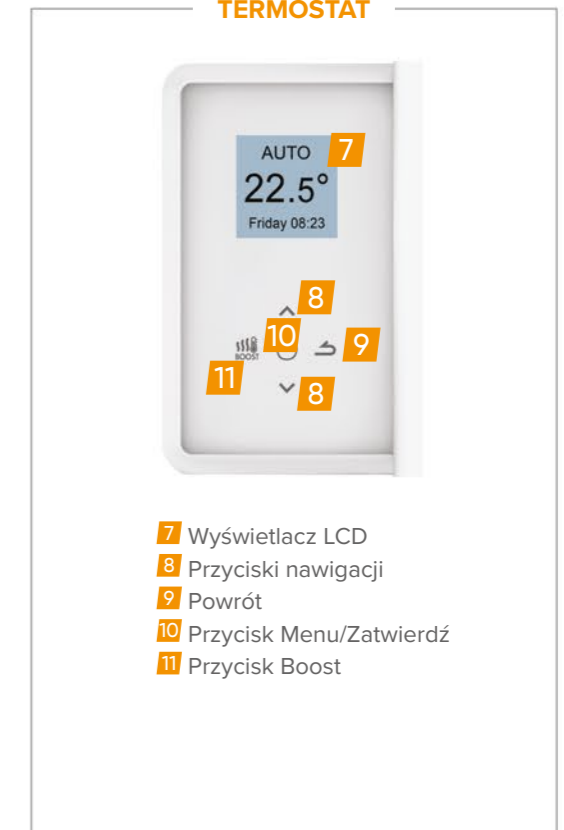 TERMOSTAT
AUTO
7
22.5°
Friday 08:23
8
10
9
BOOST
11
8
7 Wyświetlacz LCD
8 Przyciski nawigacji
9 Powrót
10 Przycisk Menu/Zatwierdź
11 Przycisk Boost